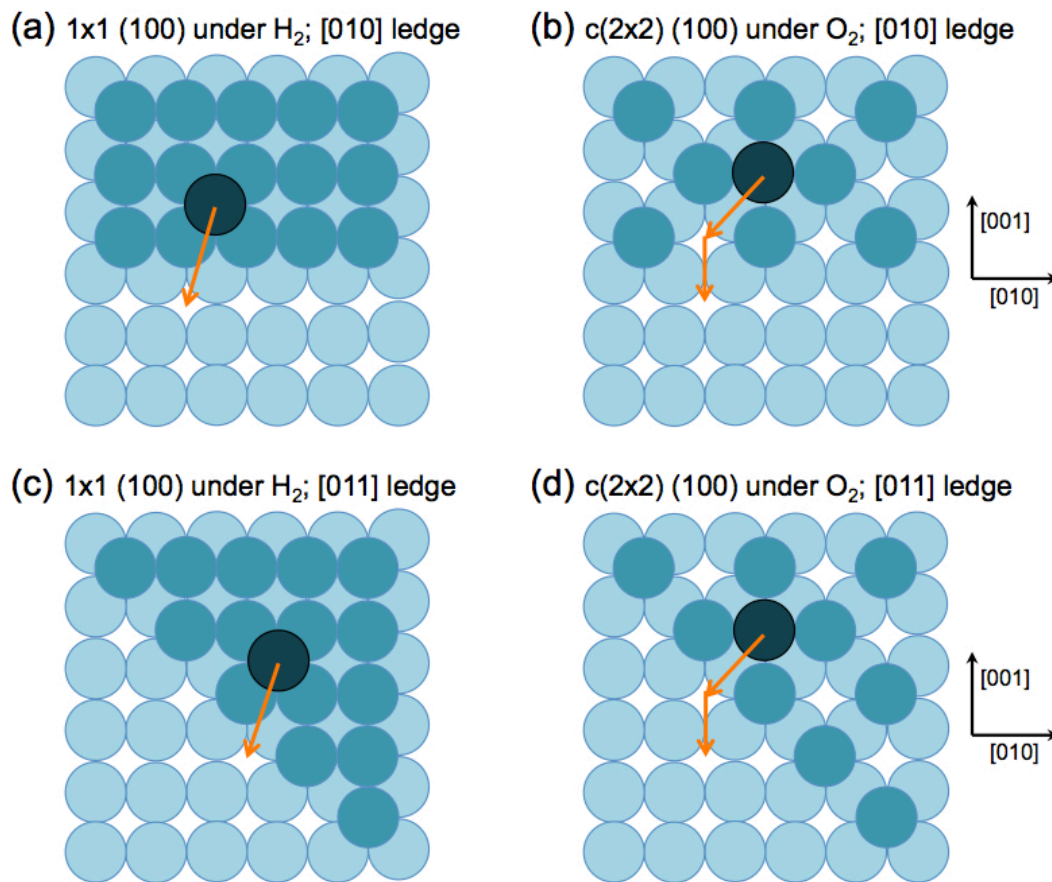 (a) 1x1 (100) under H₂; [010] ledge
(b) c(2x2) (100) under O₂; [010] ledge
[001]
[010]
(c) 1x1 (100) under H₂; [011] ledge
(d) c(2x2) (100) under O₂; [011] ledge
[001]
[010]